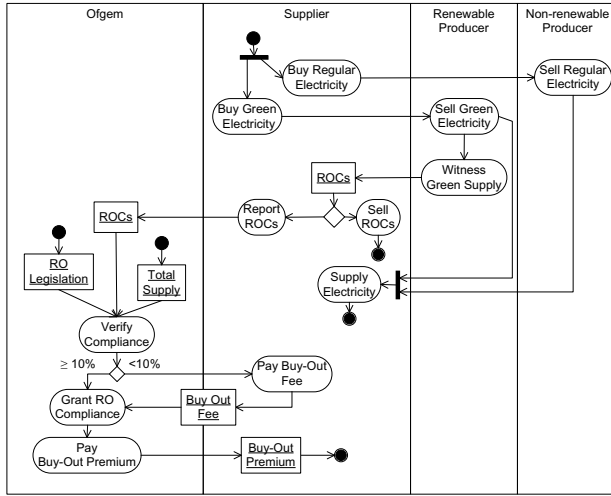 Ofgem
Supplier
Renewable
Producer
Non-renewable
Producer
Buy Regular
Electricity
Sell Regular
Electricity
Buy Green
Electricity
Sell Green
Electricity
Witness
Green Supply
ROCs
Report
ROCs
Sell
ROCs
ROCs
RO
Legislation
Total
Supply
Supply
Electricity
Verify
Compliance
≥ 10%
<10%
Pay Buy-Out
Fee
Grant RO
Compliance
Buy Out
Fee
Pay
Buy-Out Premium
Buy-Out
Premium